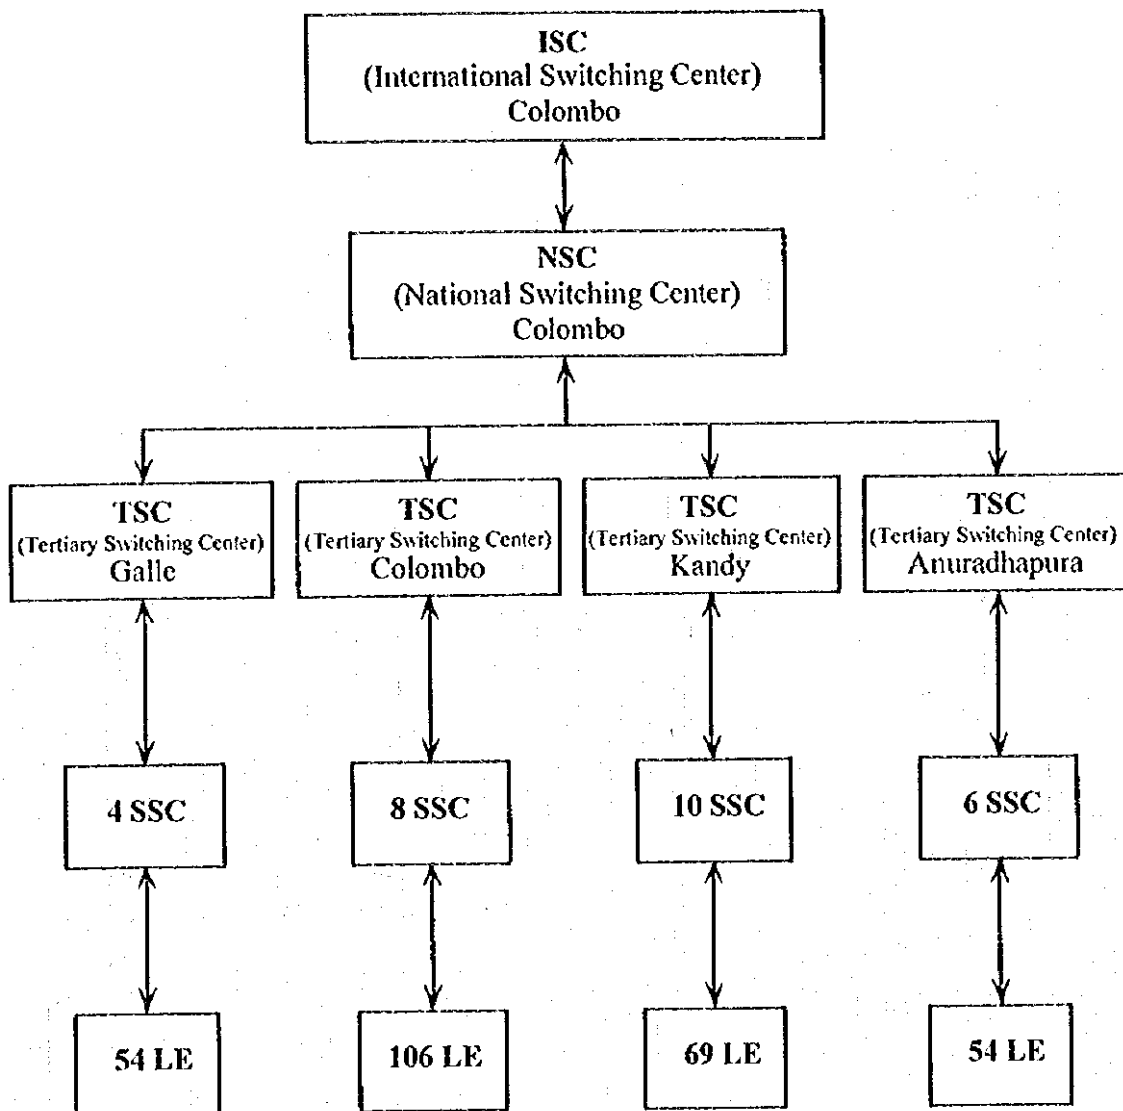 ISC
(International Switching Center)
Colombo
NSC
(National Switching Center)
Colombo
TSC
(Tertiary Switching Center)
Galle
TSC
(Tertiary Switching Center)
Colombo
TSC
(Tertiary Switching Center)
Kandy
TSC
(Tertiary Switching Center)
Anuradhapura
4 SSC
8 SSC
10 SSC
6 SSC
54 LE
106 LE
69 LE
54 LE